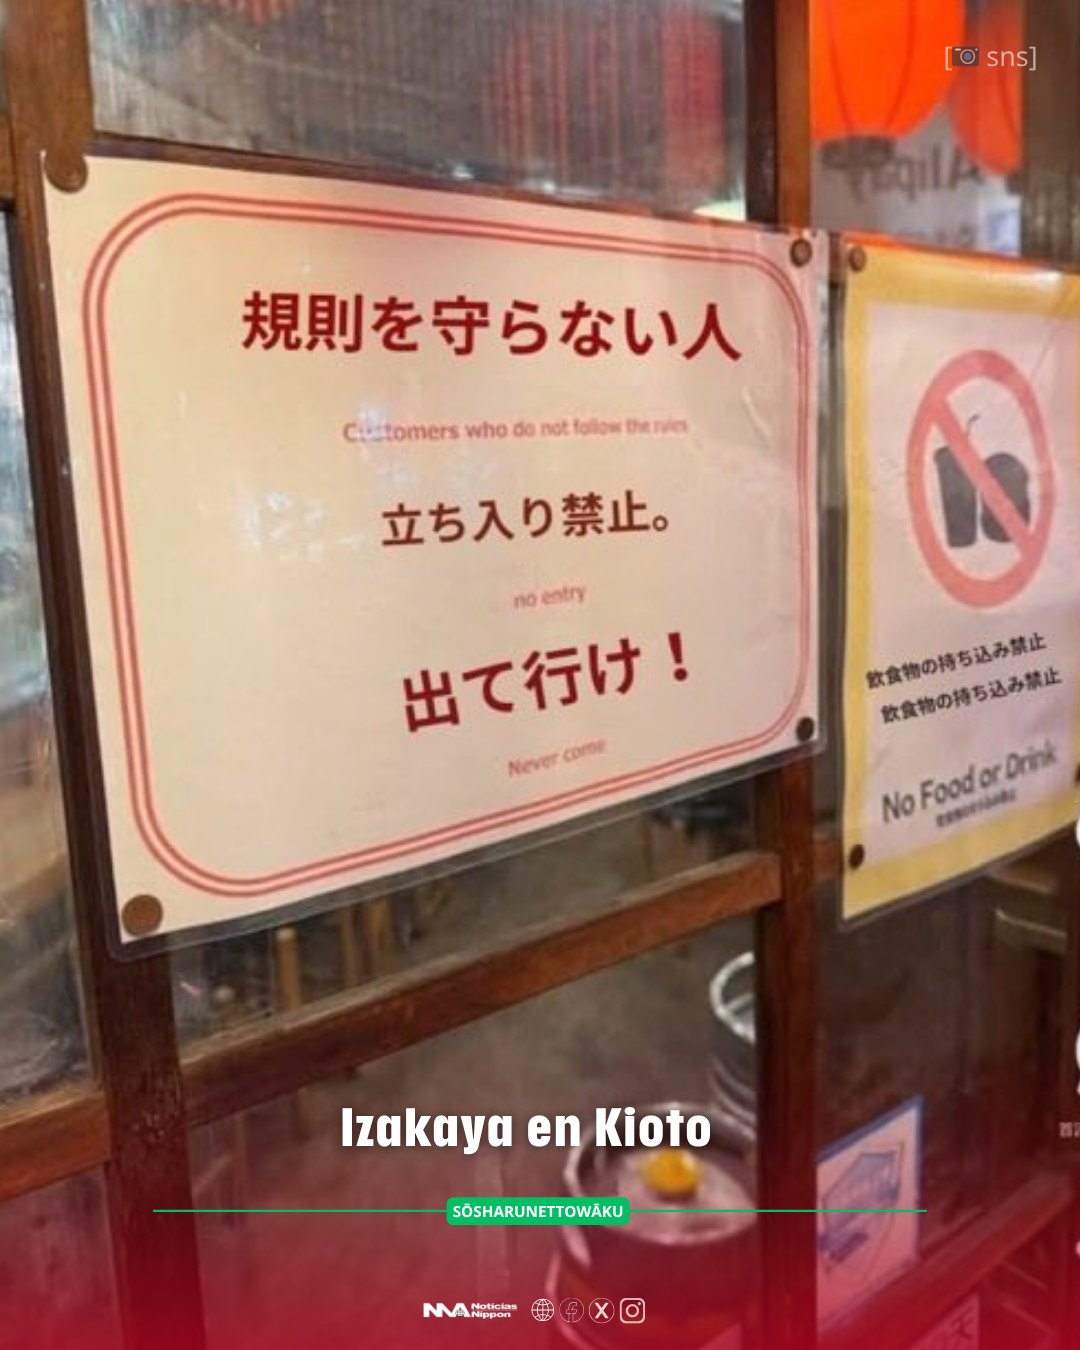 [📷 sns]
Alipay
規則を守らない人
Customers who do not follow the rules
立ち入り禁止。
no entry
出て行け！
Never come
飲食物の持ち込み禁止
飲食物の持ち込み禁止
No Food or Drink
Izakaya en Kioto
SŌSHARUNETTOWĀKU
NNA Noticias
Nippon